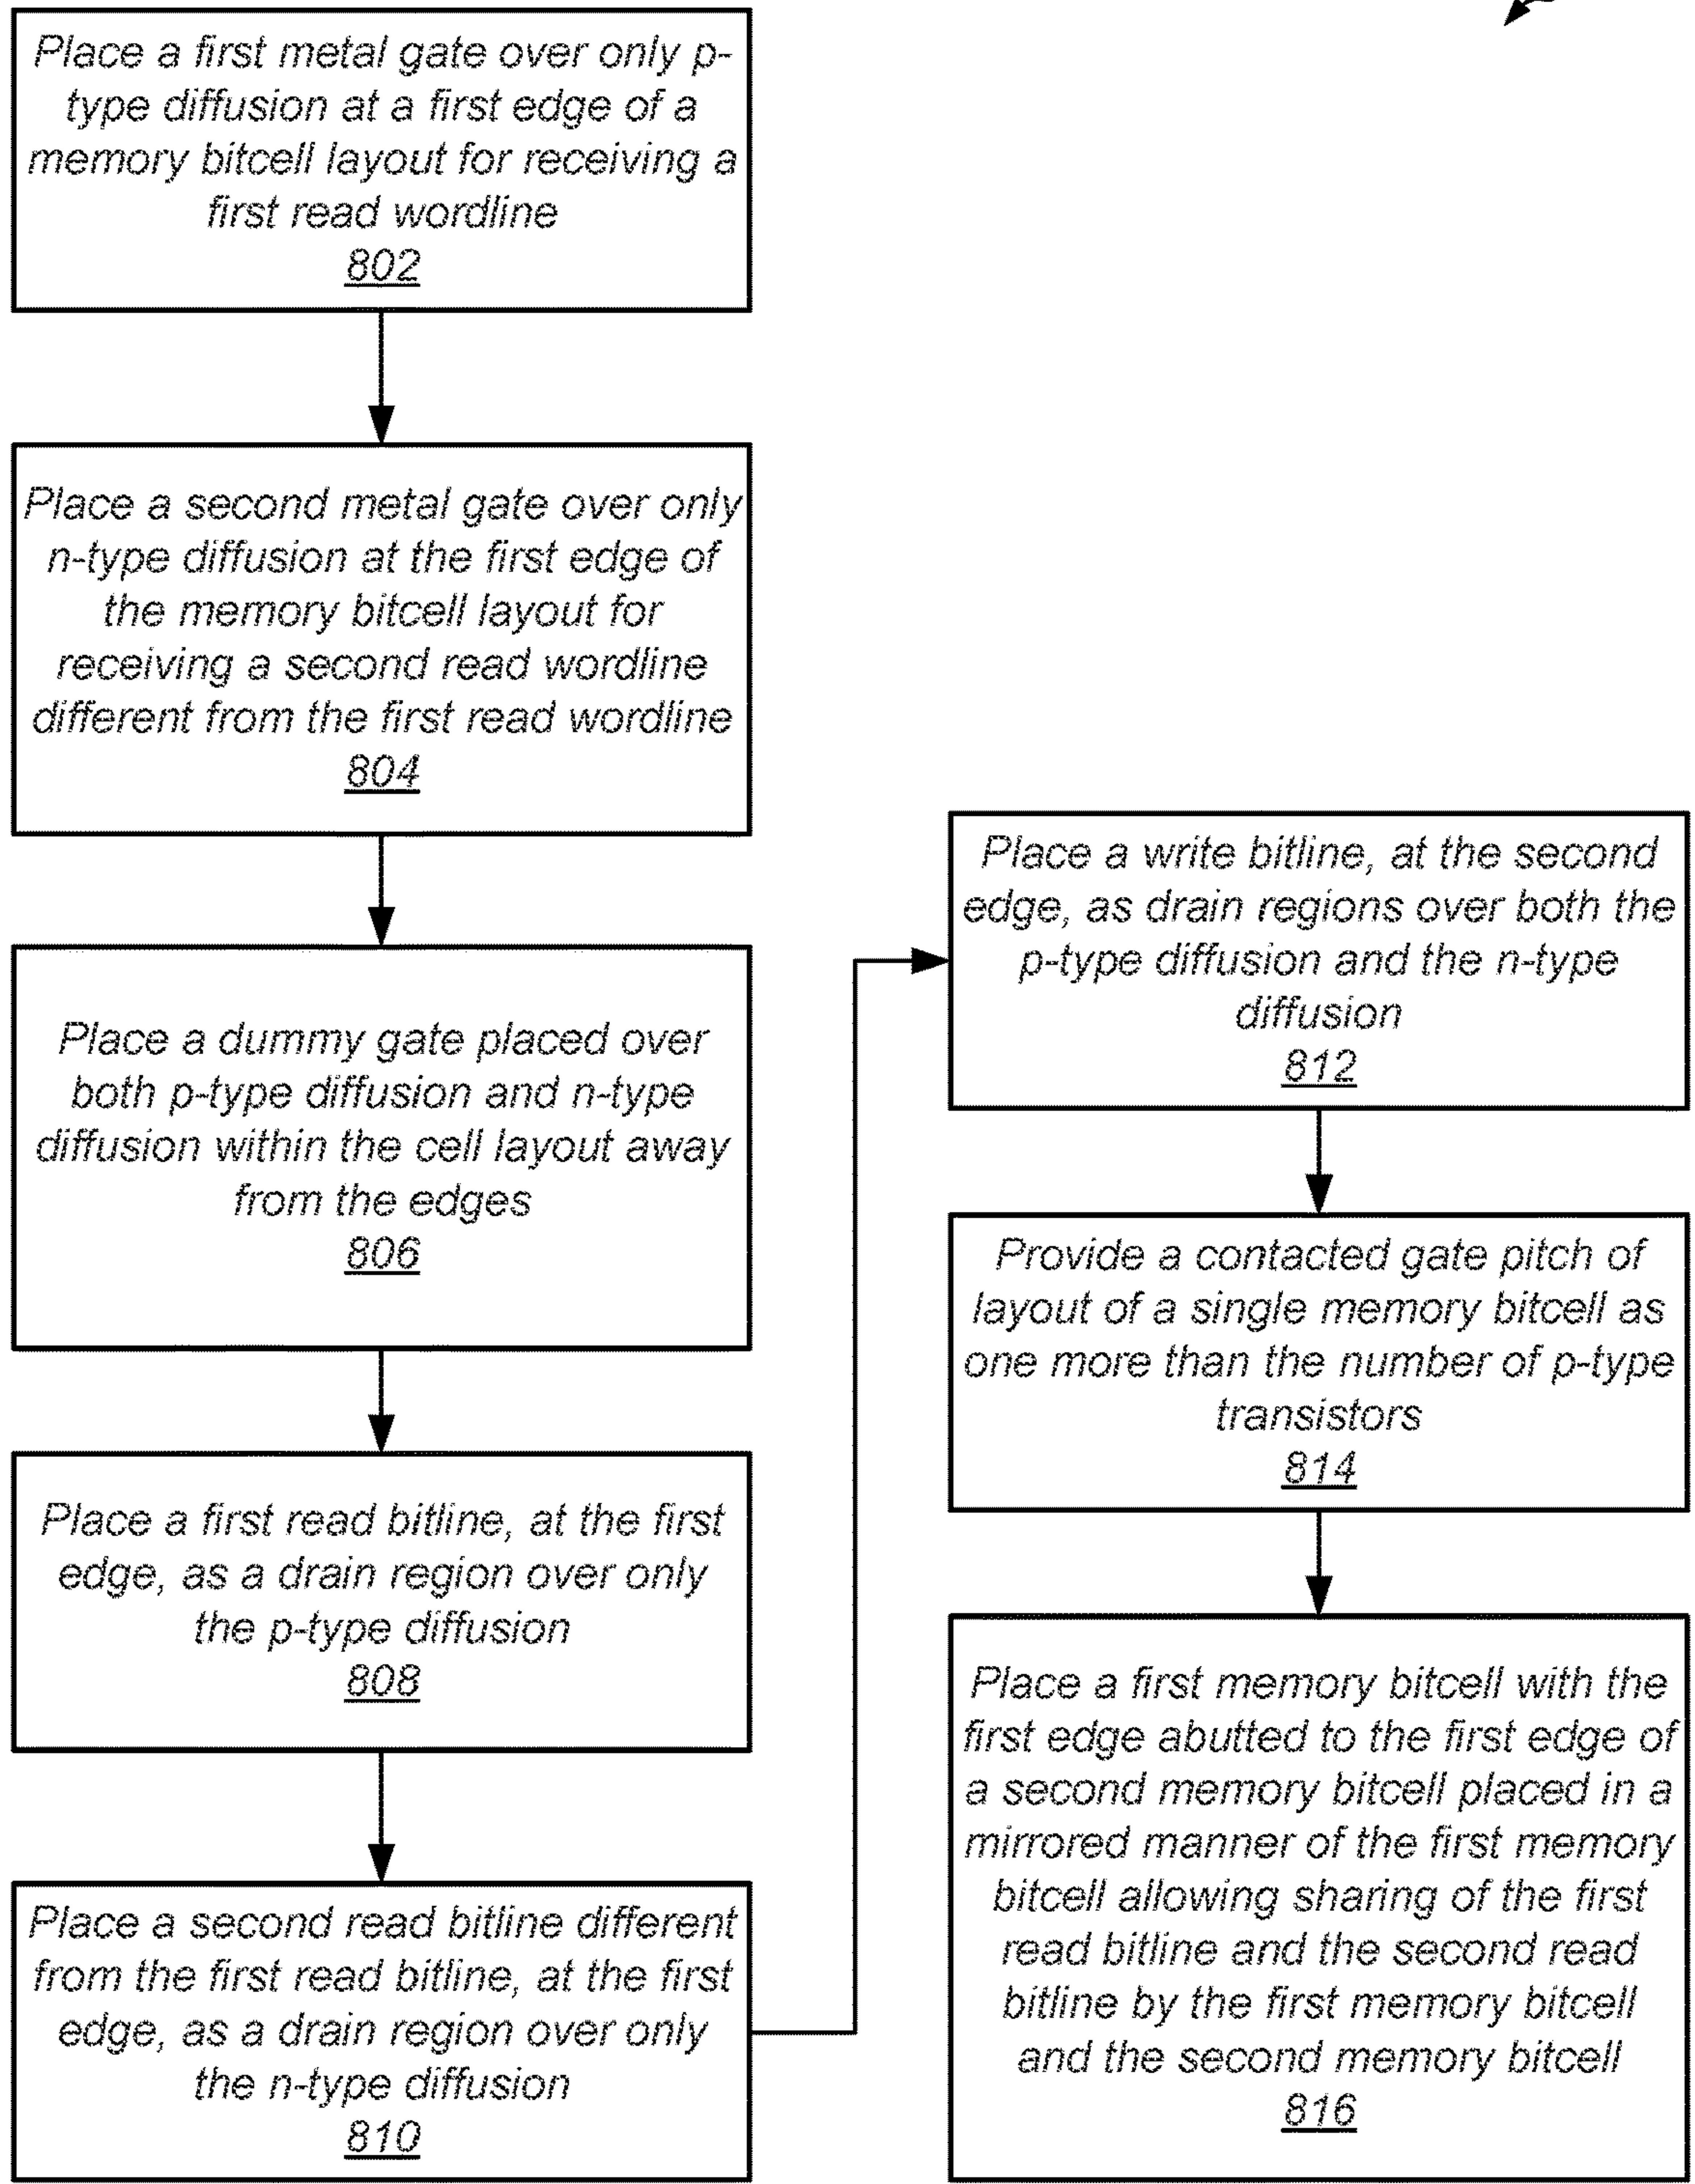 Place a first metal gate over only p-
type diffusion at a first edge of a
memory bitcell layout for receiving a
first read wordline
802
Place a second metal gate over only
n-type diffusion at the first edge of
the memory bitcell layout for
receiving a second read wordline
different from the first read wordline
804
Place a dummy gate placed over
both p-type diffusion and n-type
diffusion within the cell layout away
from the edges
806
Place a first read bitline, at the first
edge, as a drain region over only
the p-type diffusion
808
Place a second read bitline different
from the first read bitline, at the first
edge, as a drain region over only
the n-type diffusion
810
Place a write bitline, at the second
edge, as drain regions over both the
p-type diffusion and the n-type
diffusion
812
Provide a contacted gate pitch of
layout of a single memory bitcell as
one more than the number of p-type
transistors
814
Place a first memory bitcell with the
first edge abutted to the first edge of
a second memory bitcell placed in a
mirrored manner of the first memory
bitcell allowing sharing of the first
read bitline and the second read
bitline by the first memory bitcell
and the second memory bitcell
816